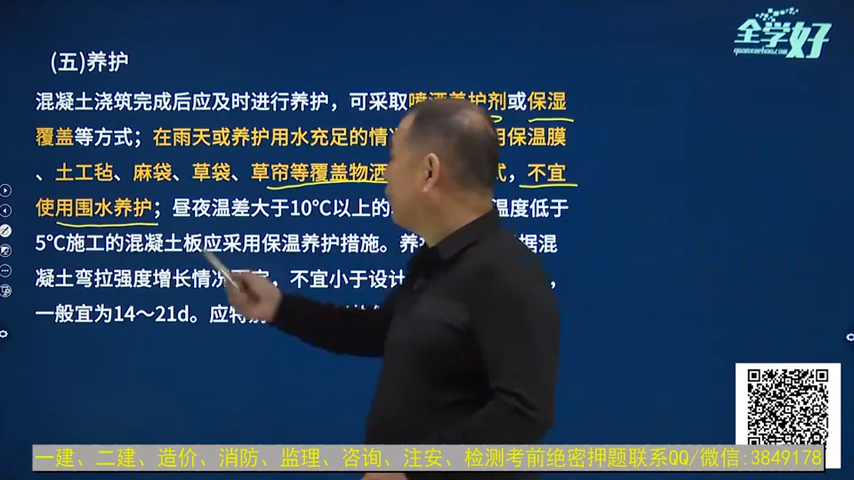 全学好
quanxuehao.com
(五)养护
混凝土浇筑完成后应及时进行养护，可采取喷洒养护剂或保湿
覆盖等方式；在雨天或养护用水充足的情 用保温膜
、土工毡、麻袋、草袋、草帘等覆盖物洒 式，不宜
使用围水养护；昼夜温差大于10℃以上的 温度低于
5℃施工的混凝土板应采用保温养护措施。养 据混
凝土弯拉强度增长情况而定，不宜小于设计 ，
一般宜为14～21d。应特别
一建、二建、造价、消防、监理、咨询、注安、检测考前绝密押题联系QQ/微信:3849178